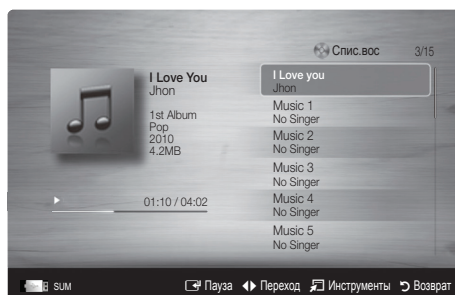 Спис.вос 3/15
I Love You
Jhon
1st Album
Pop
2010
4.2MB
01:10 / 04:02
I Love you
Jhon
Music 1
No Singer
Music 2
No Singer
Music 3
No Singer
Music 4
No Singer
Music 5
No Singer
SUM Пауза Переход Инструменты Возврат